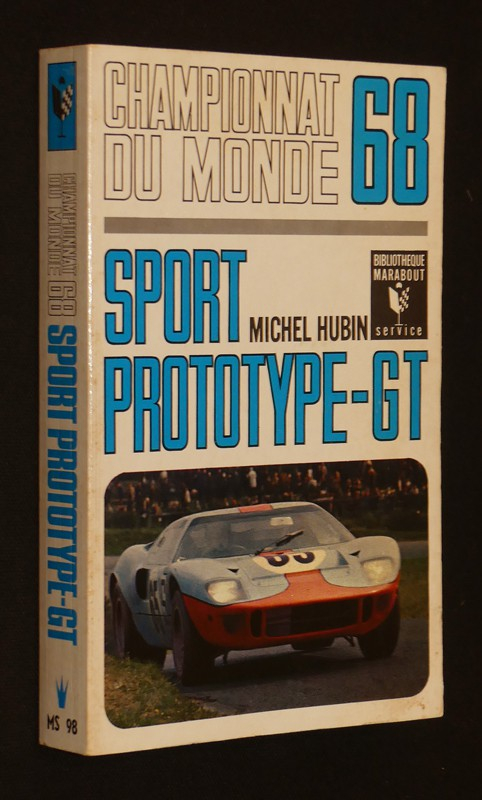 CHAMPIONNAT
DU MONDE 68
SPORT
MICHEL HUBIN
BIBLIOTHEQUE
MARABOUT
service
PROTOTYPE-GT
CHAMPIONNAT
DU MONDE 68
SPORT PROTOTYPE-GT
MS 98